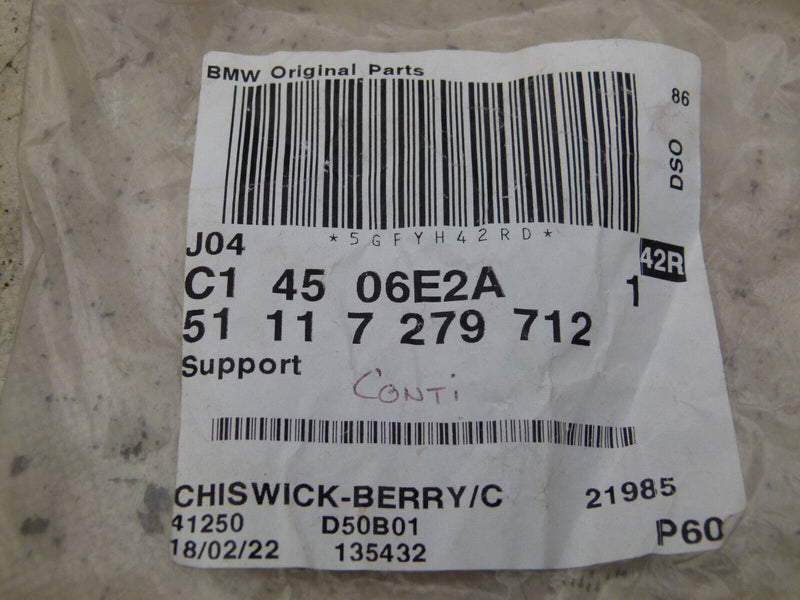 BMW Original Parts
86
DSO
*5GFYH42RD*
J04
42R
C1 45 06E2A 1
51 11 7 279 712
Support
CONTI
CHISWICK-BERRY/C 21985
41250 D50B01 P60
18/02/22 135432